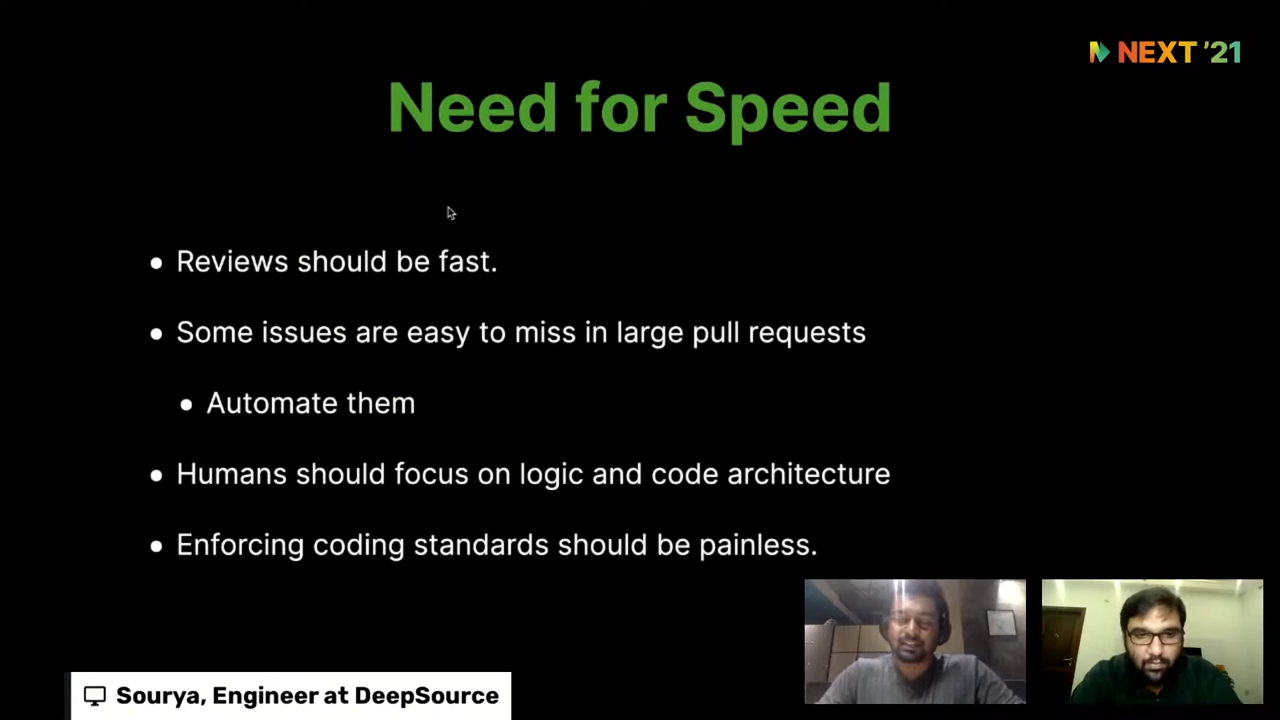 NEXT '21
Need for Speed
Reviews should be fast.
Some issues are easy to miss in large pull requests
Automate them
Humans should focus on logic and code architecture
Enforcing coding standards should be painless.
Sourya, Engineer at DeepSource